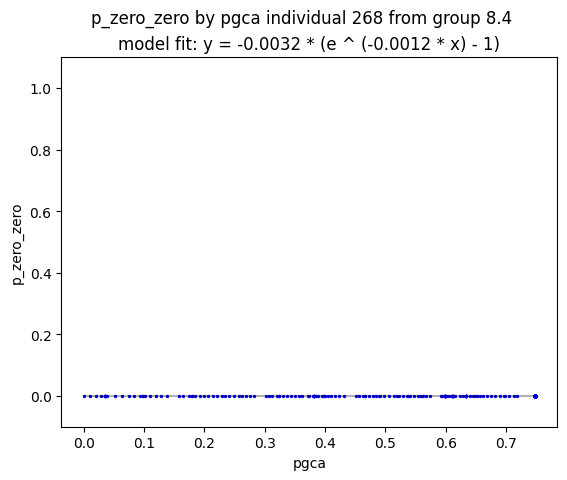 p_zero_zero by pgca individual 268 from group 8.4
model fit: y = -0.0032 * (e ^ (-0.0012 * x) - 1)
1.0
0.8
0.6
0.4
0.2
0.0
p_zero_zero
0.0 0.1 0.2 0.3 0.4 0.5 0.6 0.7
pgca